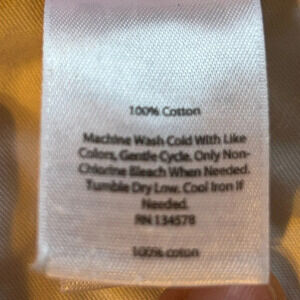 100% Cotton
Machine Wash Cold With Like
Colors, Gentle Cycle. Only Non-
Chlorine Bleach When Needed.
Tumble Dry Low. Cool Iron If
Needed.
RN 134578
100% coton